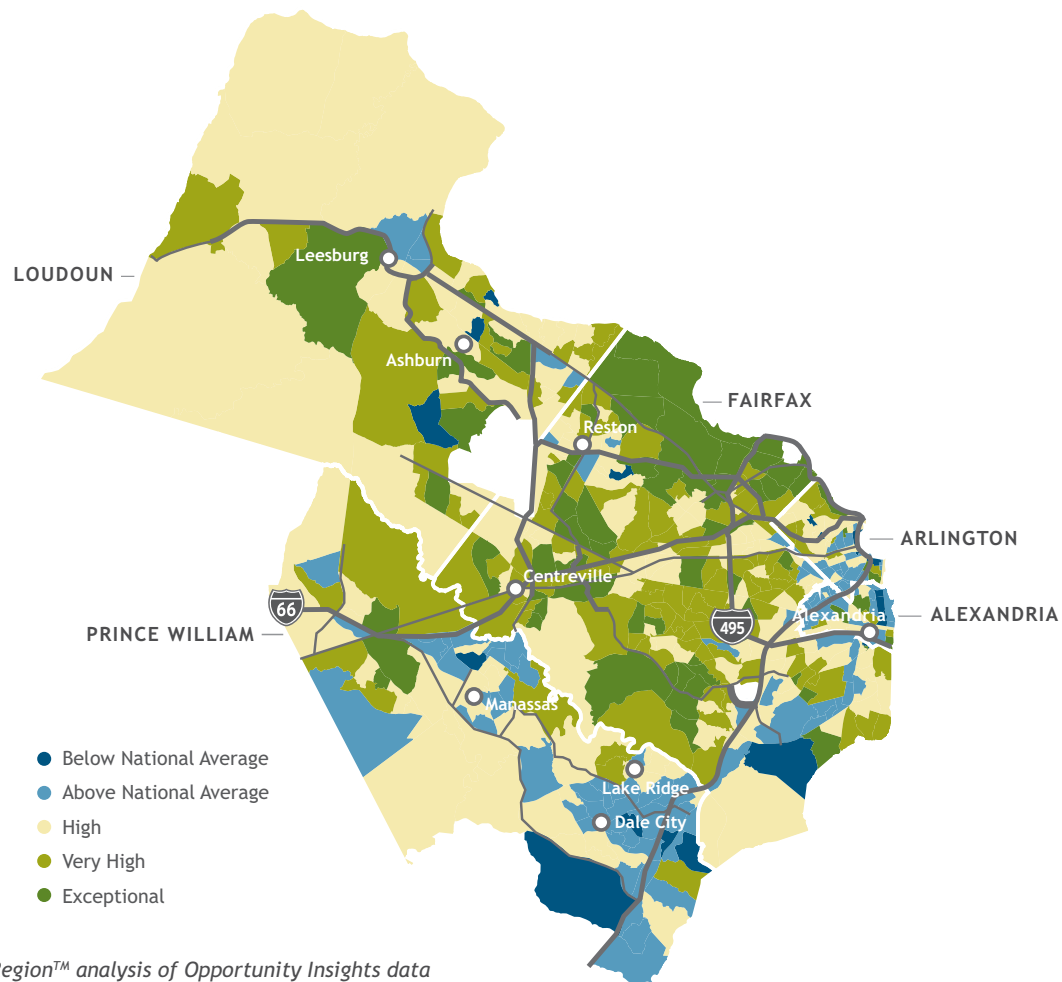 Leesburg
LOUDOUN
Ashburn
FAIRFAX
Reston
ARLINGTON
Centreville
66
Alexandria
ALEXANDRIA
495
PRINCE WILLIAM
Manassas
Below National Average
Above National Average
High
Very High
Exceptional
Lake Ridge
Dale City
Region™ analysis of Opportunity Insights data